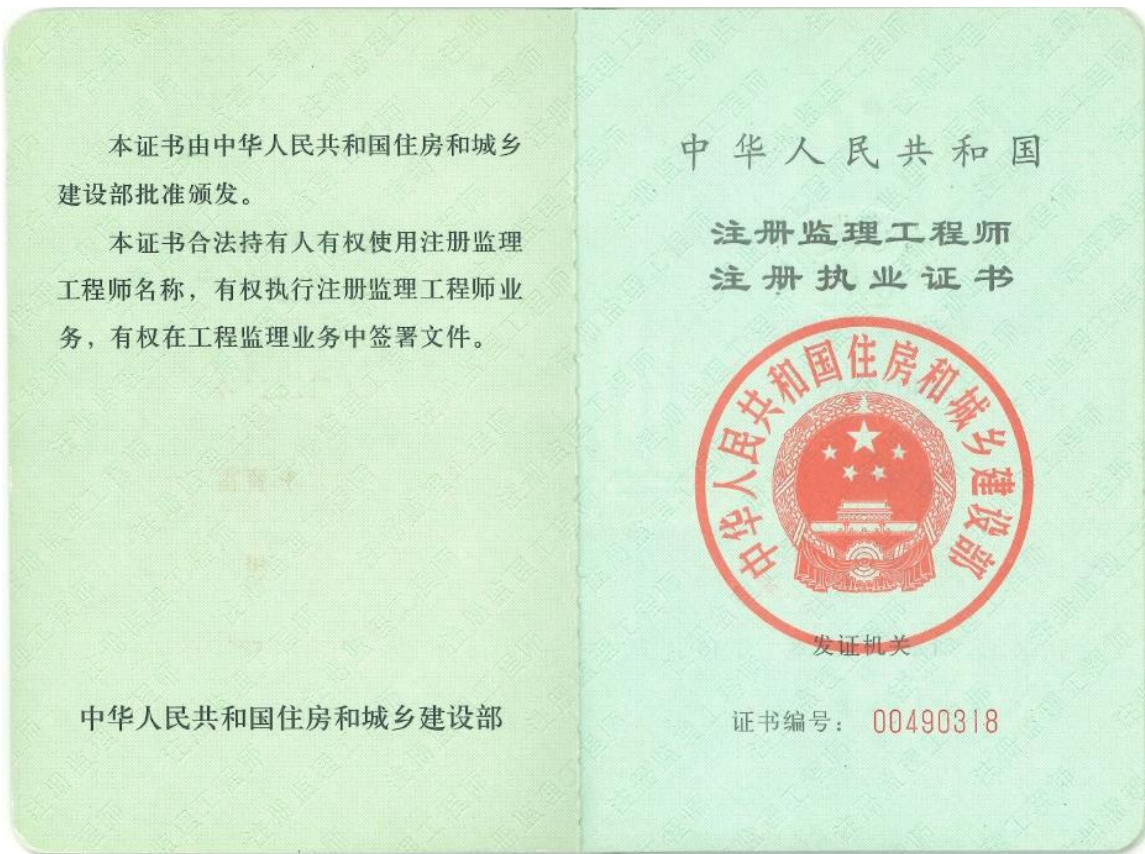 本证书由中华人民共和国住房和城乡
建设部批准颁发。
本证书合法持有人有权使用注册监理
工程师名称，有权执行注册监理工程师业
务，有权在工程监理业务中签署文件。
中华人民共和国住房和城乡建设部
中华人民共和国
注册监理工程师
注册执业证书
中华人民共和国住房和城乡建设部
发证机关
证书编号：00490318